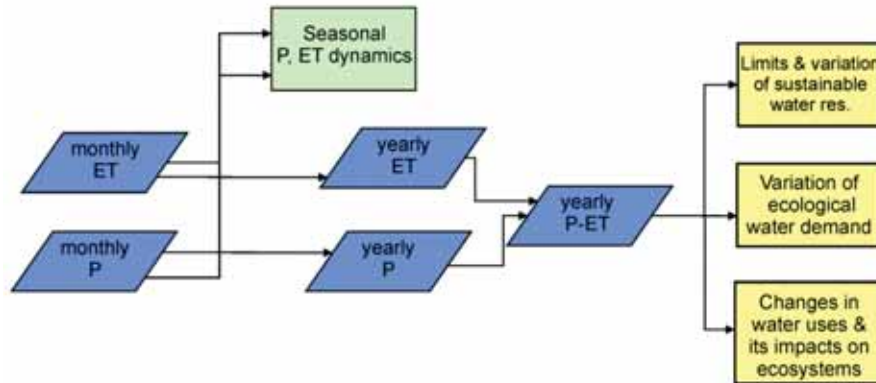 Seasonal
P, ET dynamics
monthly
ET
monthly
P
yearly
ET
yearly
P
yearly
P-ET
Limits & variation
of sustainable
water res.
Variation of
ecological
water demand
Changes in
water uses &
its impacts on
ecosystems